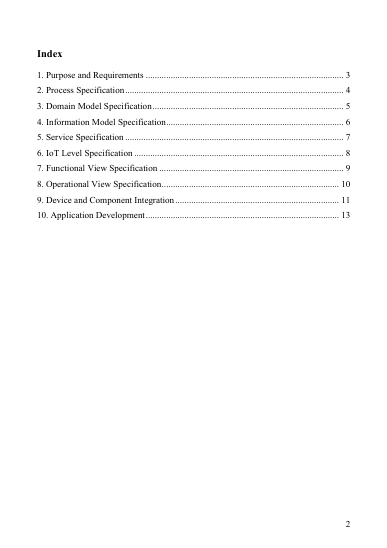 Index
1. Purpose and Requirements ........................................................................................ 3
2. Process Specification................................................................................................. 4
3. Domain Model Specification..................................................................................... 5
4. Information Model Specification............................................................................... 6
5. Service Specification ................................................................................................. 7
6. IoT Level Specification ............................................................................................. 8
7. Functional View Specification .................................................................................. 9
8. Operational View Specification............................................................................... 10
9. Device and Component Integration ......................................................................... 11
10. Application Development...................................................................................... 13
2